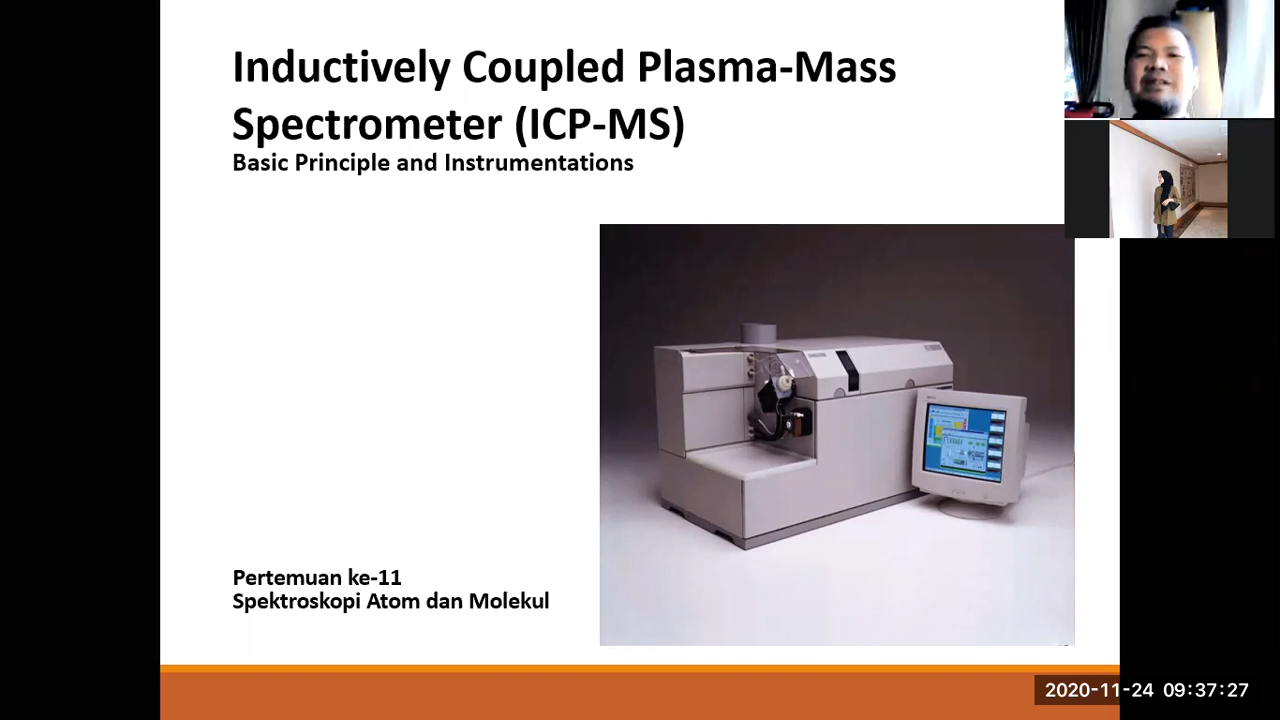 Inductively Coupled Plasma-Mass
Spectrometer (ICP-MS)
Basic Principle and Instrumentations
Pertemuan ke-11
Spektroskopi Atom dan Molekul
2020-11-24 09:37:27